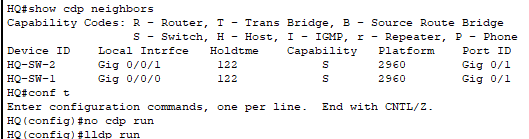 HQ#show cdp neighbors
Capability Codes: R - Router, T - Trans Bridge, B - Source Route Bridge
S - Switch, H - Host, I - IGMP, r - Repeater, P - Phone
Device ID Local Intrfce Holdtme Capability Platform Port ID
HQ-SW-2 Gig 0/0/1 122 S 2960 Gig 0/1
HQ-SW-1 Gig 0/0/0 122 S 2960 Gig 0/1
HQ#conf t
Enter configuration commands, one per line. End with CNTL/Z.
HQ(config)#no cdp run
HQ(config)#lldp run